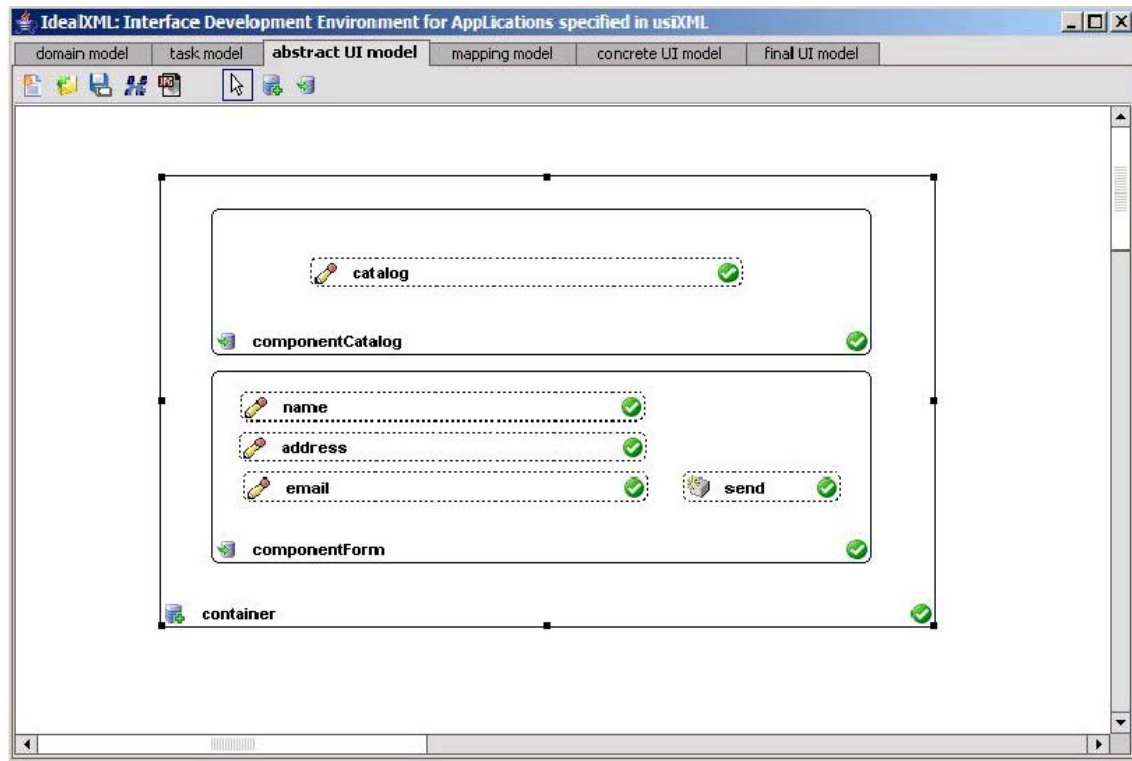 IdealXML: Interface Development Environment for AppLications specified in usiXML
domain model task model abstract UI model mapping model concrete UI model final UI model
catalog
componentCatalog
name
address
email send
componentForm
container